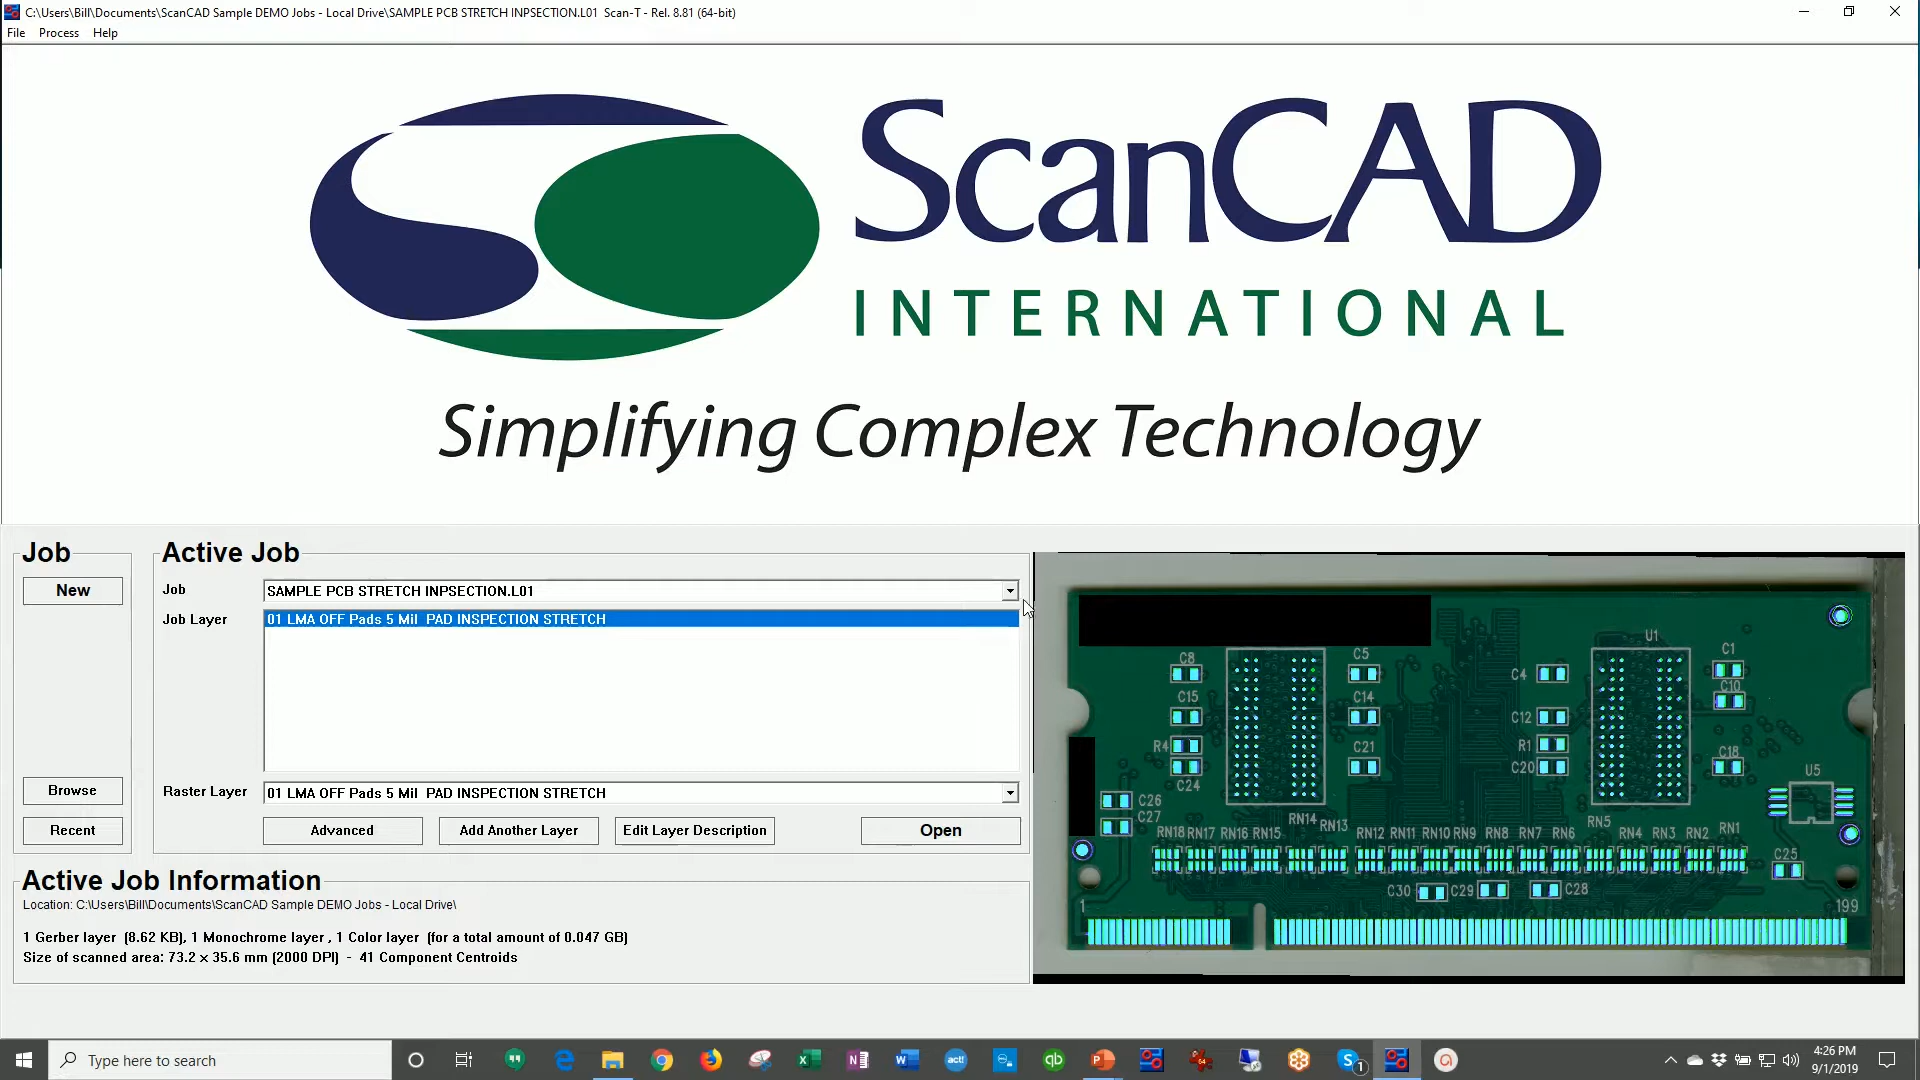 C:\Users\Bill\Documents\ScanCAD Sample DEMO Jobs - Local Drive\SAMPLE PCB STRETCH INPSECTION.L01  Scan-T - Rel. 8.81 (64-bit)
File Process Help
ScanCAD
INTERNATIONAL
Simplifying Complex Technology
Job
New
Browse
Recent
Active Job
Job SAMPLE PCB STRETCH INPSECTION.L01
Job Layer 01 LMA OFF Pads 5 Mil  PAD INSPECTION STRETCH
Raster Layer 01 LMA OFF Pads 5 Mil  PAD INSPECTION STRETCH
Advanced Add Another Layer Edit Layer Description Open
Active Job Information
Location: C:\Users\Bill\Documents\ScanCAD Sample DEMO Jobs - Local Drive\
1 Gerber layer  (8.62 KB), 1 Monochrome layer , 1 Color layer  (for a total amount of 0.047 GB)
Size of scanned area: 73.2 x 35.6 mm (2000 DPI)  -  41 Component Centroids
U1
C8 C5 C4 C1
C15 C14 C12 C10
R4 C21 R1 C18
C24 C20 U5
C26
C27
RN18 RN17 RN16 RN15 RN14 RN13 RN12 RN11 RN10 RN9 RN8 RN7 RN6 RN5 RN4 RN3 RN2 RN1
C25
C30 C29 C28
1 199
Type here to search
act!
qb
64
1
4:26 PM
9/1/2019